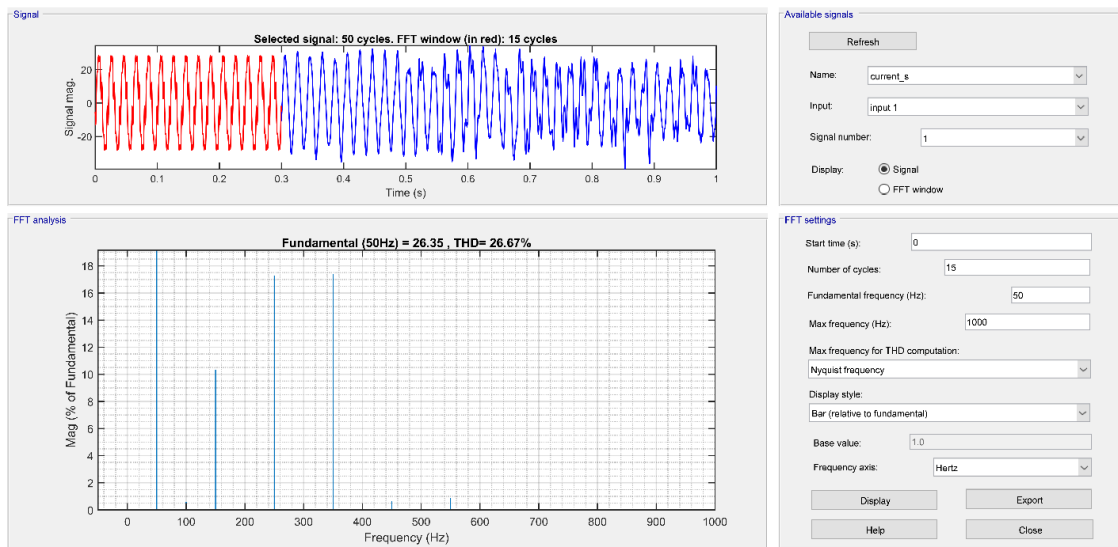 Signal
Selected signal: 50 cycles. FFT window (in red): 15 cycles
Signal mag.
20
0
-20
0 0.1 0.2 0.3 0.4 0.5 0.6 0.7 0.8 0.9 1
Time (s)
Available signals
Refresh
Name: current_s
Input: input 1
Signal number: 1
Display: Signal
FFT window
FFT analysis
Fundamental (50Hz) = 26.35 , THD= 26.67%
Mag (% of Fundamental)
18
16
14
12
10
8
6
4
2
0
0 100 200 300 400 500 600 700 800 900 1000
Frequency (Hz)
FFT settings
Start time (s): 0
Number of cycles: 15
Fundamental frequency (Hz): 50
Max frequency (Hz): 1000
Max frequency for THD computation:
Nyquist frequency
Display style:
Bar (relative to fundamental)
Base value: 1.0
Frequency axis: Hertz
Display Export
Help Close